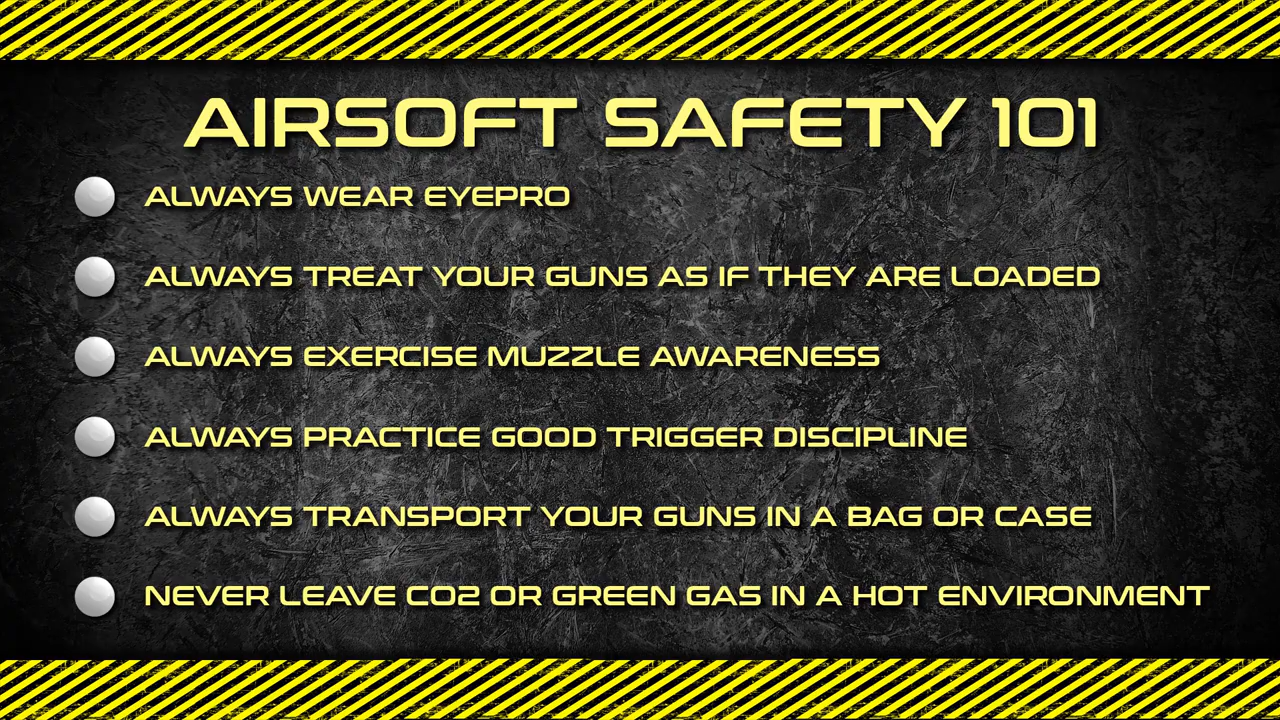 AIRSOFT SAFETY 101
ALWAYS WEAR EYEPRO
ALWAYS TREAT YOUR GUNS AS IF THEY ARE LOADED
ALWAYS EXERCISE MUZZLE AWARENESS
ALWAYS PRACTICE GOOD TRIGGER DISCIPLINE
ALWAYS TRANSPORT YOUR GUNS IN A BAG OR CASE
NEVER LEAVE CO2 OR GREEN GAS IN A HOT ENVIRONMENT